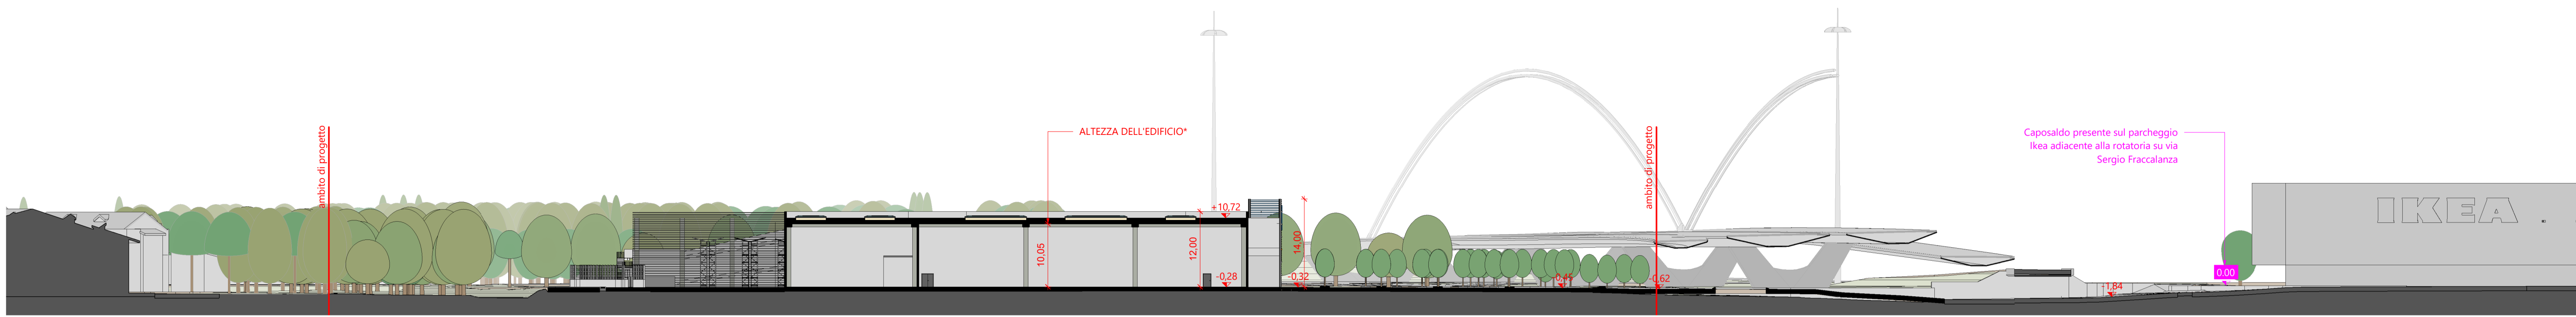 ambito di progetto
ALTEZZA DELL'EDIFICIO*
10,05
+10,72
12,00
-0,28
14,00
-0,32
-0,45
ambito di progetto
-0,62
Caposaldo presente sul parcheggio
Ikea adiacente alla rotatoria su via
Sergio Fraccalanza
-1,84
0.00
IKEA